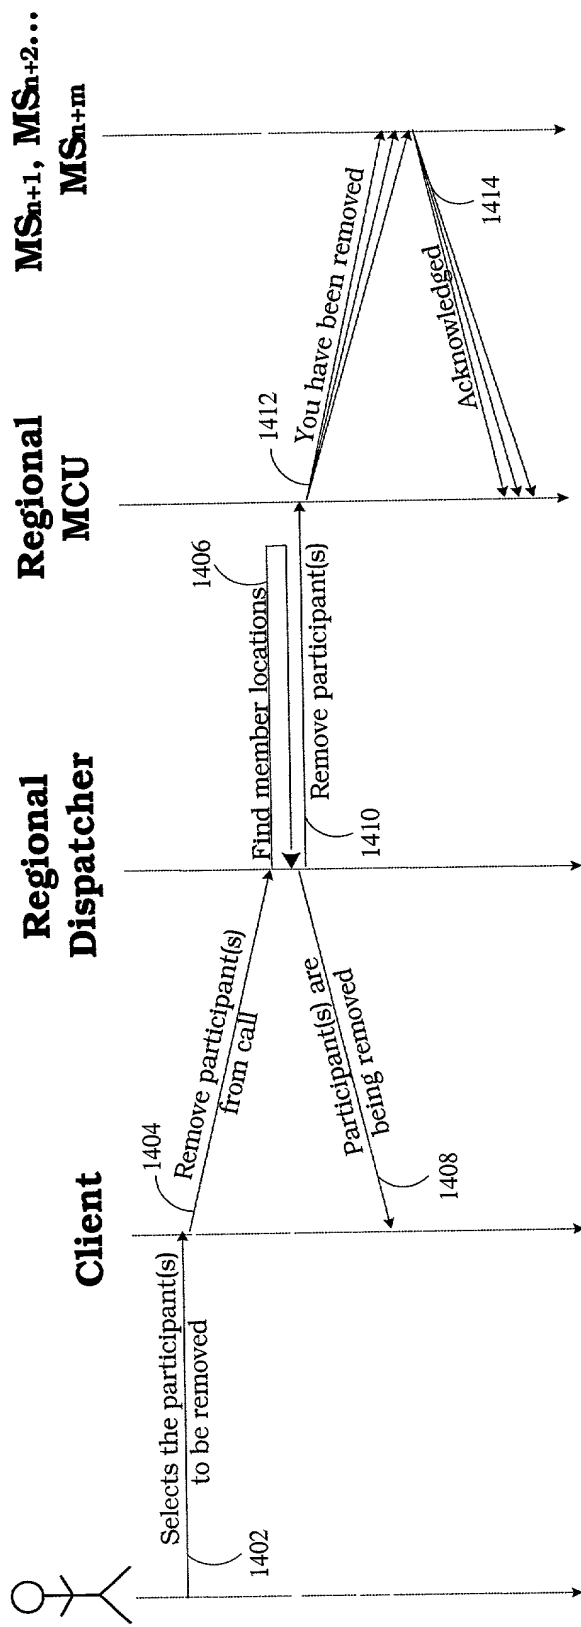 Client
Regional
Dispatcher
Regional
MCU
MSn+1, MSn+2...
MSn+m
Selects the participant(s)
to be removed
1402
1404
Remove participant(s)
from call
Find member locations
1406
Participant(s) are
being removed
1408
Remove participant(s)
1410
1412
You have been removed
Acknowledged
1414